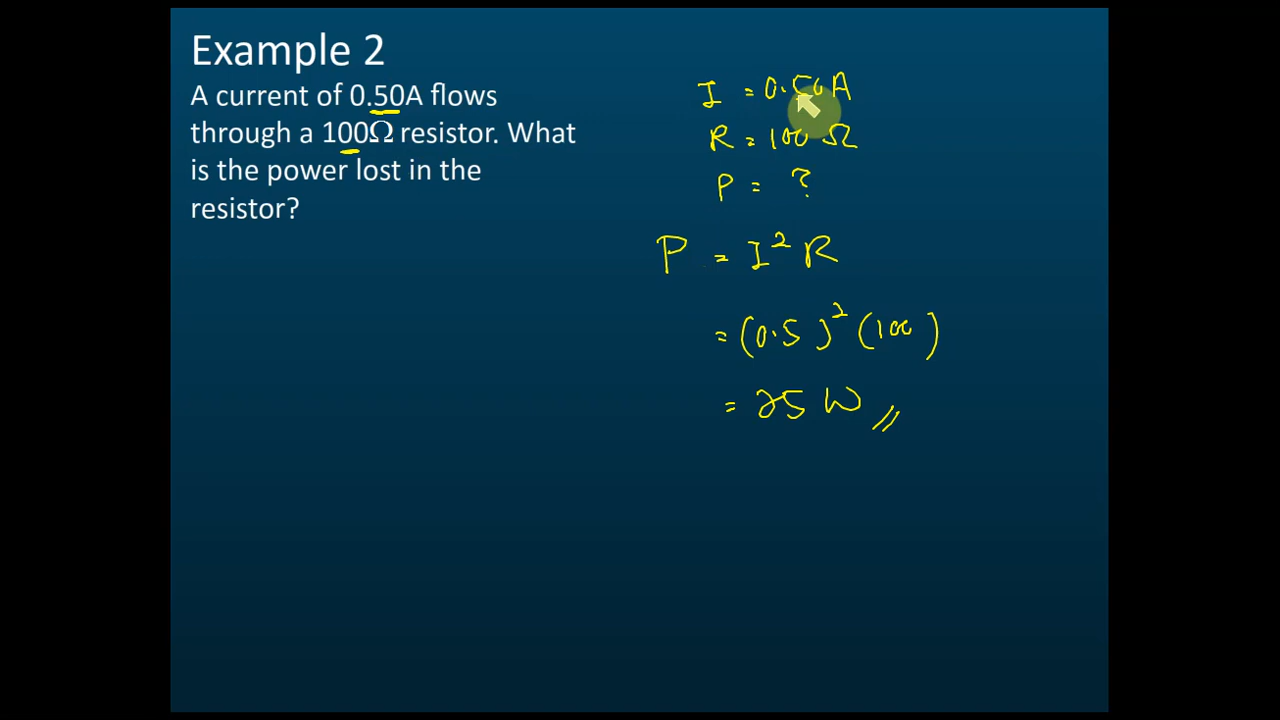 Example 2
A current of 0.50A flows
through a 100Ω resistor. What
is the power lost in the
resistor?
I = 0.50A
R = 100 Ω
P = ?
P = I² R
= (0.5)² (100)
= 25 W //